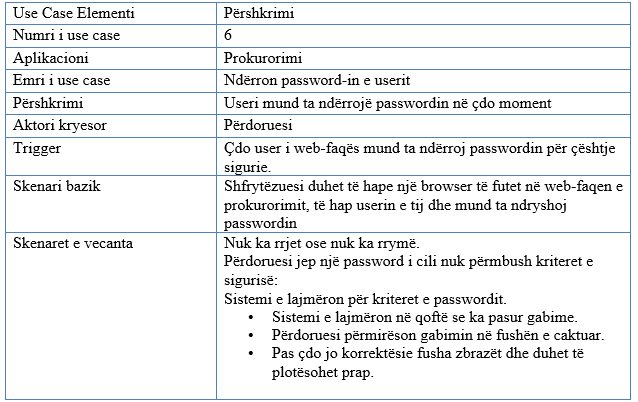 Use Case Elementi Përshkrimi
Numri i use case 6
Aplikacioni Prokurorimi
Emri i use case Ndërron password-in e userit
Përshkrimi Useri mund ta ndërrojë passwordin në çdo moment
Aktori kryesor Përdoruesi
Trigger Çdo user i web-faqës mund ta ndërroj passwordin për çështje
sigurie.
Skenari bazik Shfrytëzuesi duhet të hape një browser të futet në web-faqen e
prokurorimit, të hap userin e tij dhe mund ta ndryshoj
passwordin
Skenaret e vecanta Nuk ka rrjet ose nuk ka rrymë.
Përdoruesi jep një password i cili nuk përmbush kriteret e
sigurisë:
Sistemi e lajmëron për kriteret e passwordit.
• Sistemi e lajmëron në qoftë se ka pasur gabime.
• Përdoruesi përmirëson gabimin në fushën e caktuar.
• Pas çdo jo korrektësie fusha zbrazët dhe duhet të
plotësohet prap.